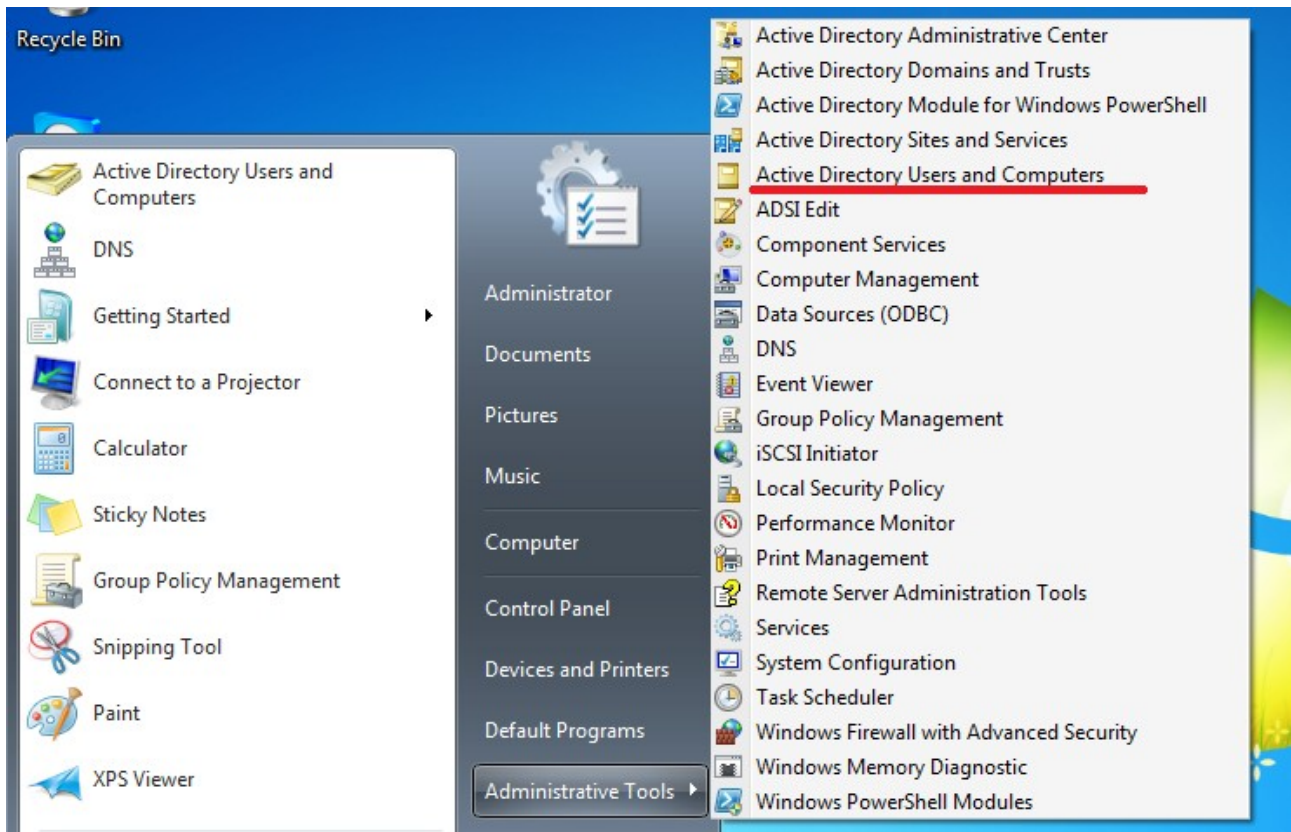 Recycle Bin
Active Directory Users and
Computers
DNS
Getting Started
Connect to a Projector
Calculator
Sticky Notes
Group Policy Management
Snipping Tool
Paint
XPS Viewer
Administrator
Documents
Pictures
Music
Computer
Control Panel
Devices and Printers
Default Programs
Administrative Tools
Active Directory Administrative Center
Active Directory Domains and Trusts
Active Directory Module for Windows PowerShell
Active Directory Sites and Services
Active Directory Users and Computers
ADSI Edit
Component Services
Computer Management
Data Sources (ODBC)
DNS
Event Viewer
Group Policy Management
iSCSI Initiator
Local Security Policy
Performance Monitor
Print Management
Remote Server Administration Tools
Services
System Configuration
Task Scheduler
Windows Firewall with Advanced Security
Windows Memory Diagnostic
Windows PowerShell Modules